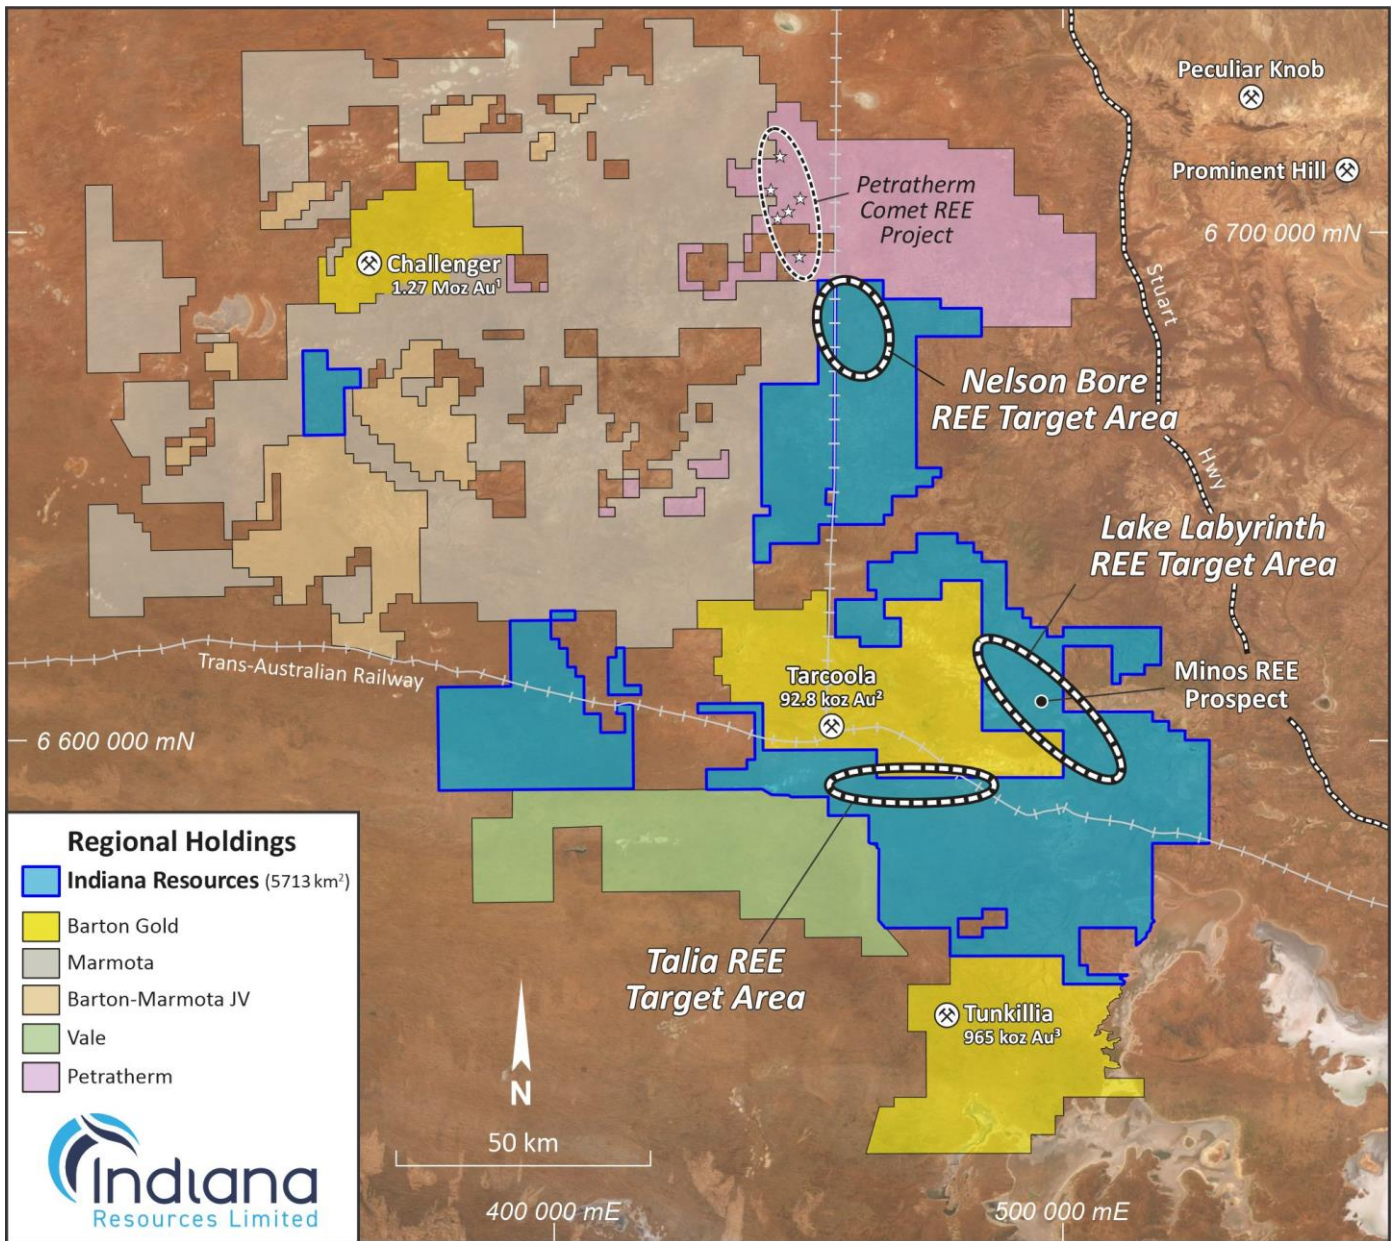 Peculiar Knob
Prominent Hill
6 700 000 mN
Petratherm
Comet REE
Project
Challenger
1.27 Moz Au¹
Stuart
Hwy
Nelson Bore
REE Target Area
Lake Labyrinth
REE Target Area
Minos REE
Prospect
Trans-Australian Railway
Tarcoola
92.8 koz Au²
6 600 000 mN
Talia REE
Target Area
Tunkillia
965 koz Au³
Regional Holdings
Indiana Resources (5713 km²)
Barton Gold
Marmota
Barton-Marmota JV
Vale
Petratherm
Indiana
Resources Limited
N
50 km
400 000 mE
500 000 mE